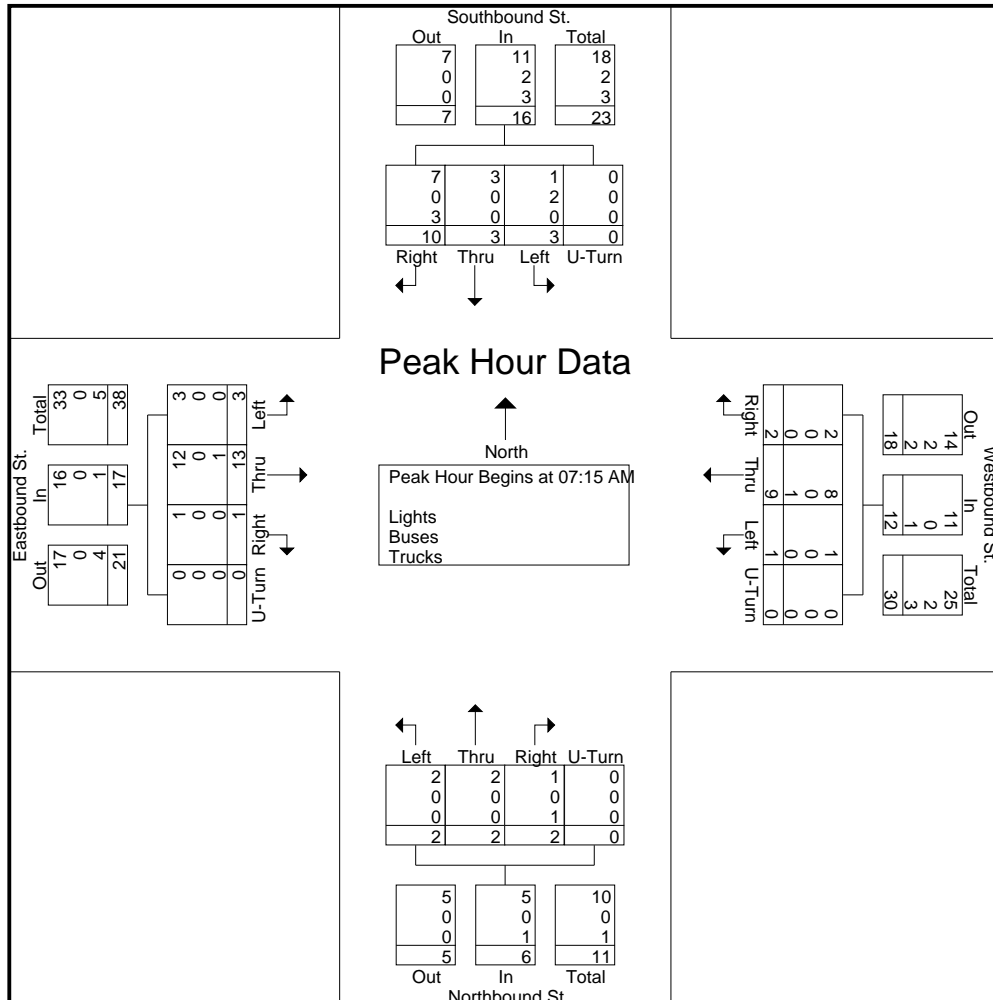 Southbound St.
Out In Total
7 11 18
0 2 2
0 3 3
7 16 23
7 3 1 0
0 0 2 0
3 0 0 0
10 3 3 0
Right Thru Left U-Turn
Peak Hour Data
North
Peak Hour Begins at 07:15 AM
Lights
Buses
Trucks
Eastbound St.
Out In Total
17 16 33
0 0 0
4 1 5
21 17 38
U-Turn Right Thru Left
0 1 12 3
0 0 0 0
0 0 1 0
0 1 13 3
Westbound St.
Out In Total
14 11 25
2 0 2
2 1 3
18 12 30
2 8 1 0
0 0 0 0
0 1 0 0
2 9 1 0
Right Thru Left U-Turn
Left Thru Right U-Turn
2 2 1 0
0 0 0 0
0 0 1 0
2 2 2 0
5 5 10
0 0 0
0 1 1
5 6 11
Out In Total
Northbound St.